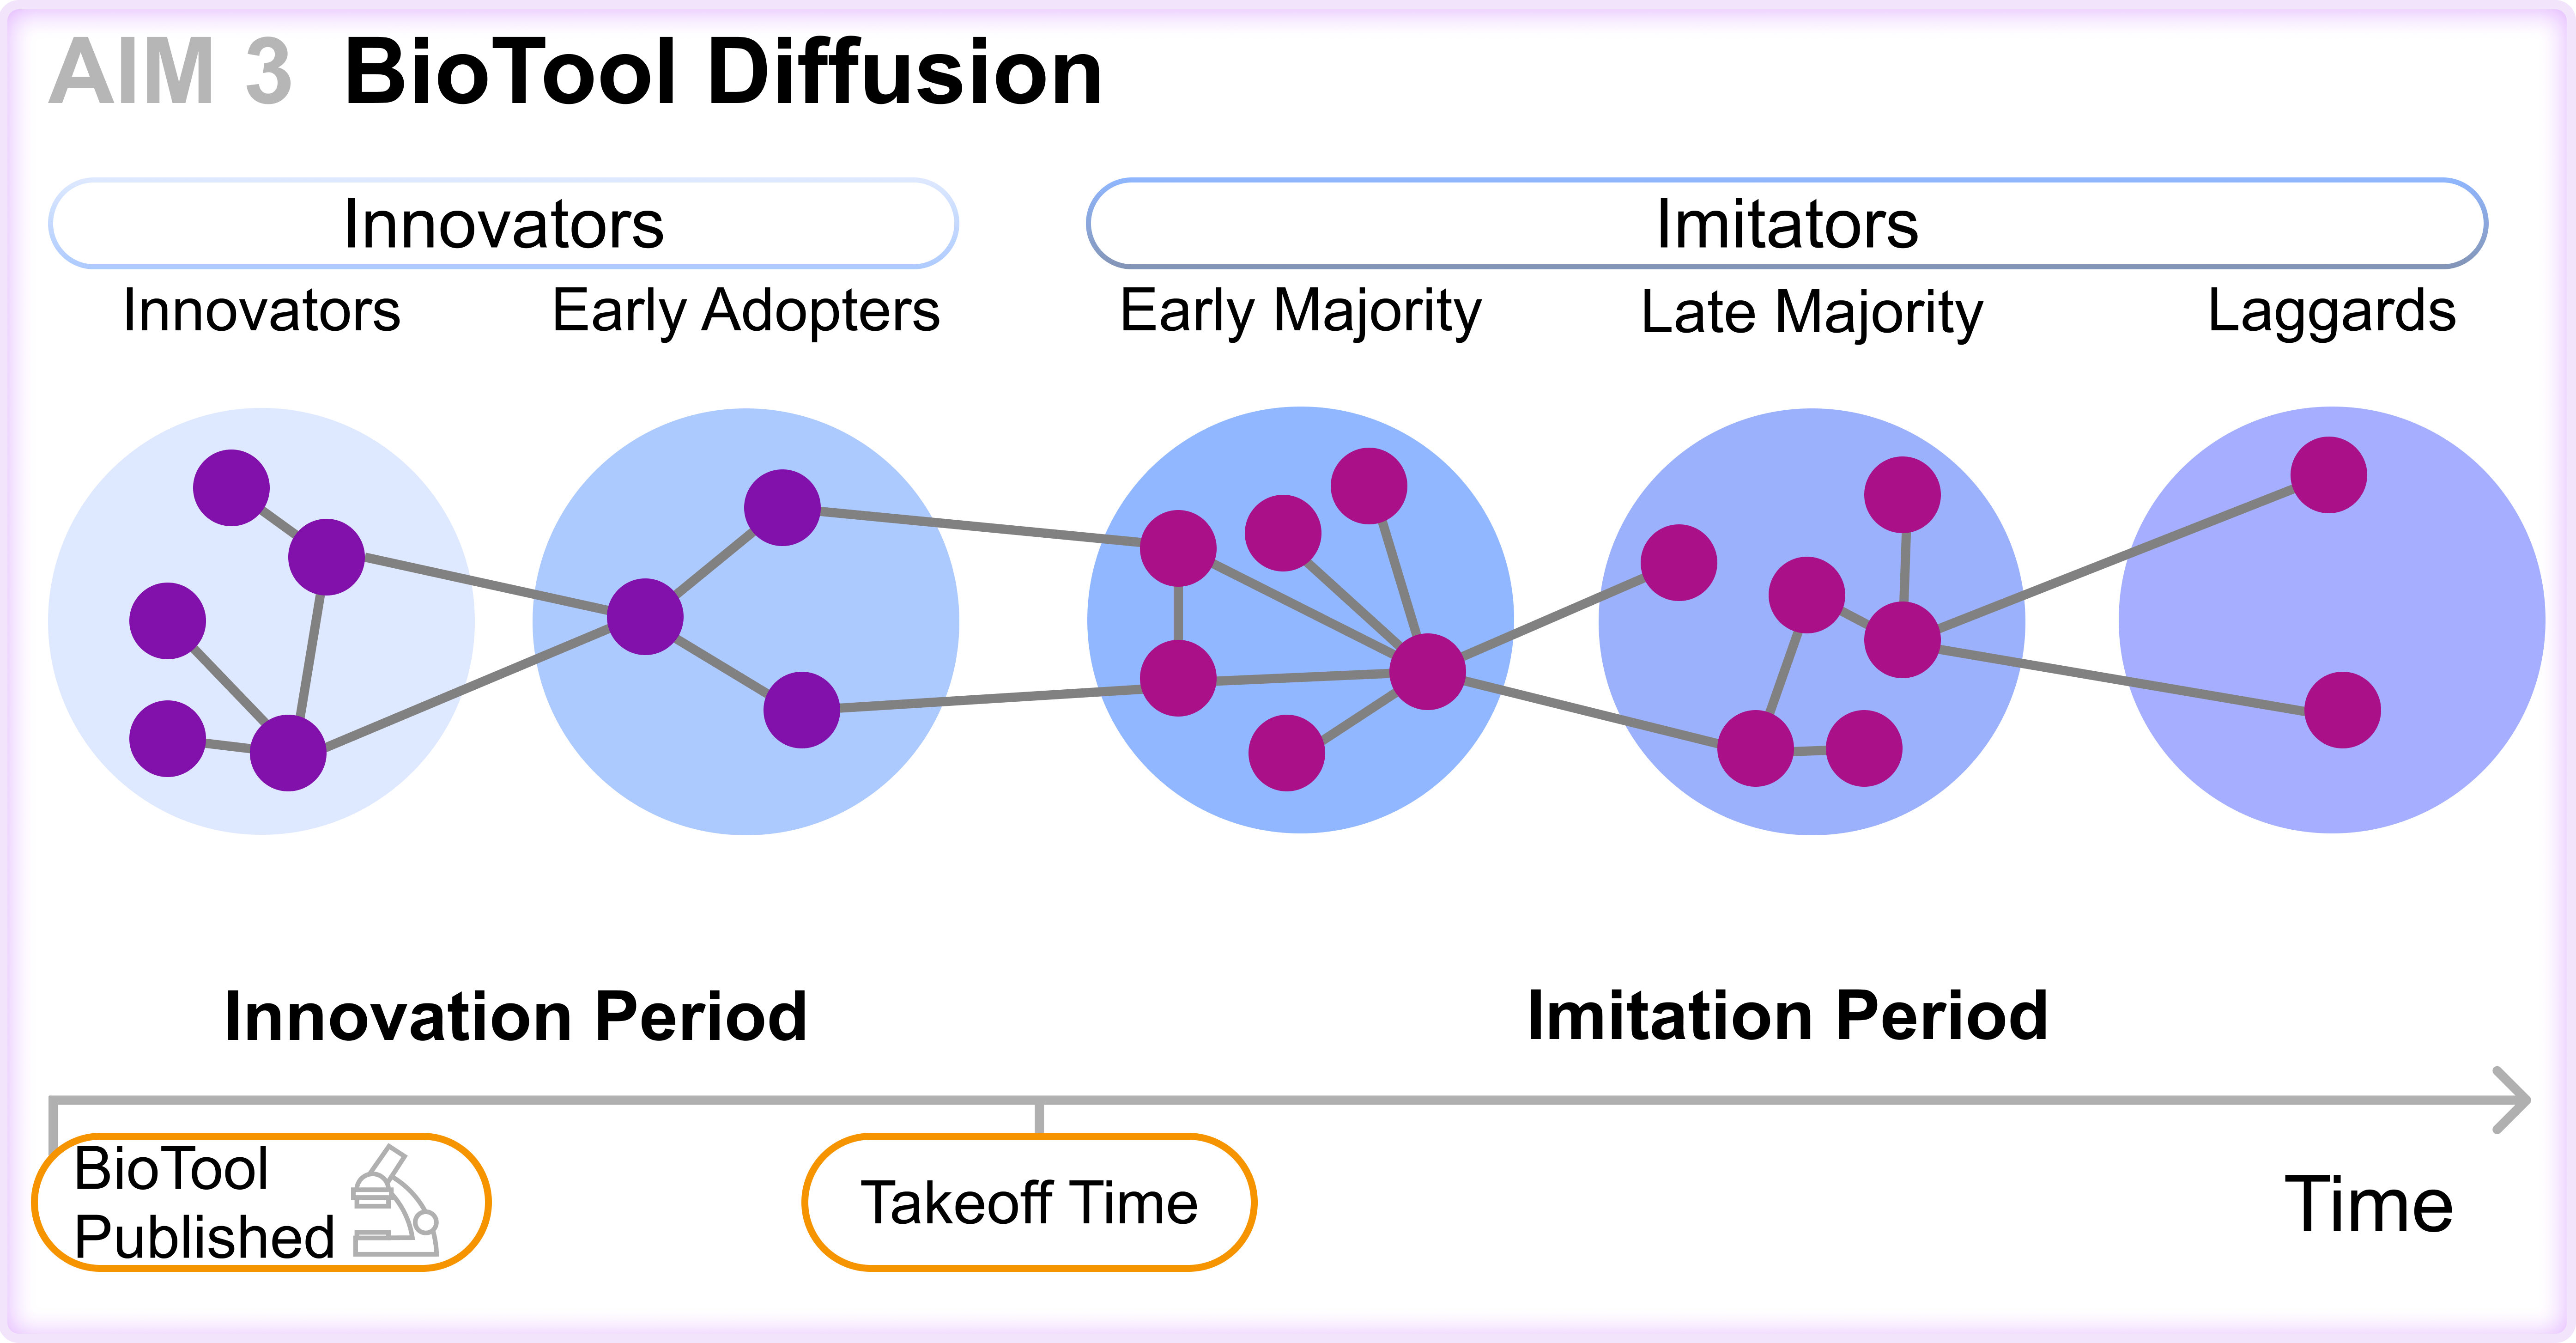 AIM 3 BioTool Diffusion
Innovators
Imitators
Innovators
Early Adopters
Early Majority
Late Majority
Laggards
Innovation Period
Imitation Period
BioTool
Published
Takeoff Time
Time